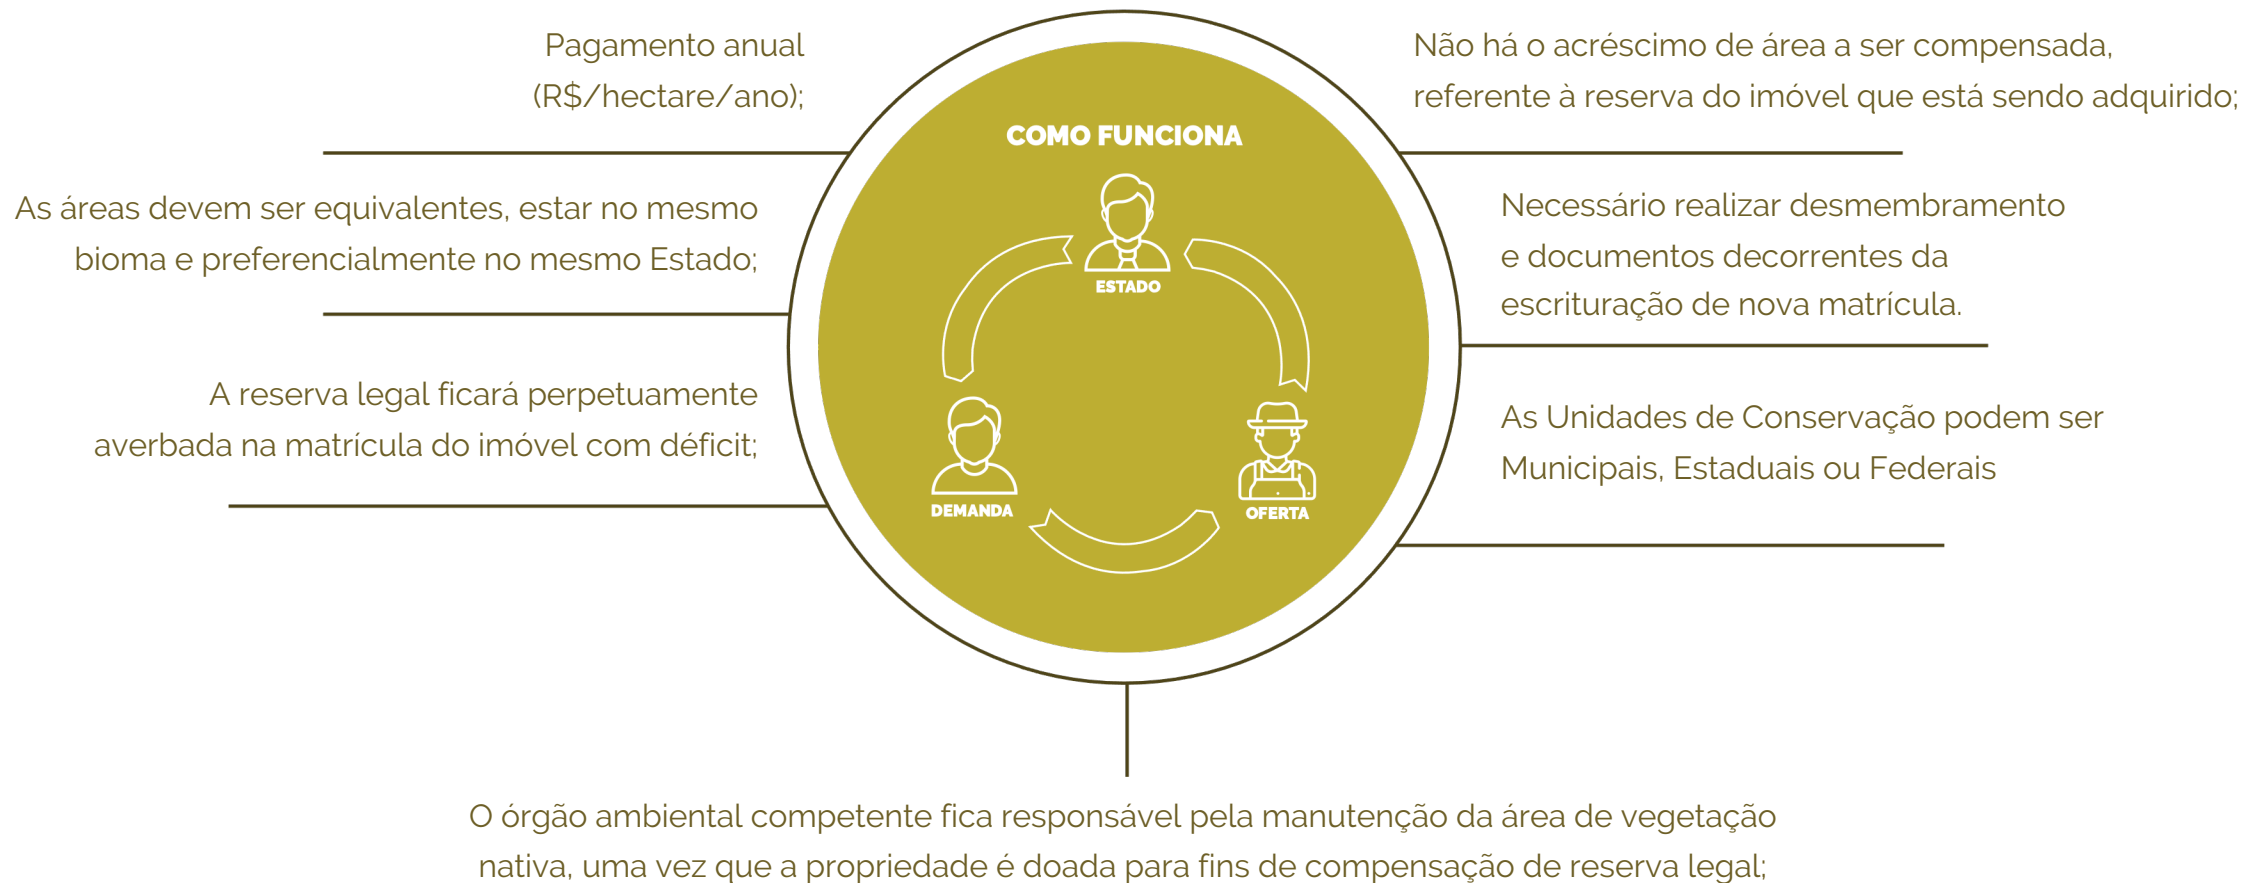 Pagamento anual
(R$/hectare/ano);
As áreas devem ser equivalentes, estar no mesmo
bioma e preferencialmente no mesmo Estado;
A reserva legal ficará perpetuamente
averbada na matrícula do imóvel com déficit;
COMO FUNCIONA
ESTADO
DEMANDA
OFERTA
Não há o acréscimo de área a ser compensada,
referente à reserva do imóvel que está sendo adquirido;
Necessário realizar desmembramento
e documentos decorrentes da
escrituração de nova matrícula.
As Unidades de Conservação podem ser
Municipais, Estaduais ou Federais
O órgão ambiental competente fica responsável pela manutenção da área de vegetação
nativa, uma vez que a propriedade é doada para fins de compensação de reserva legal;